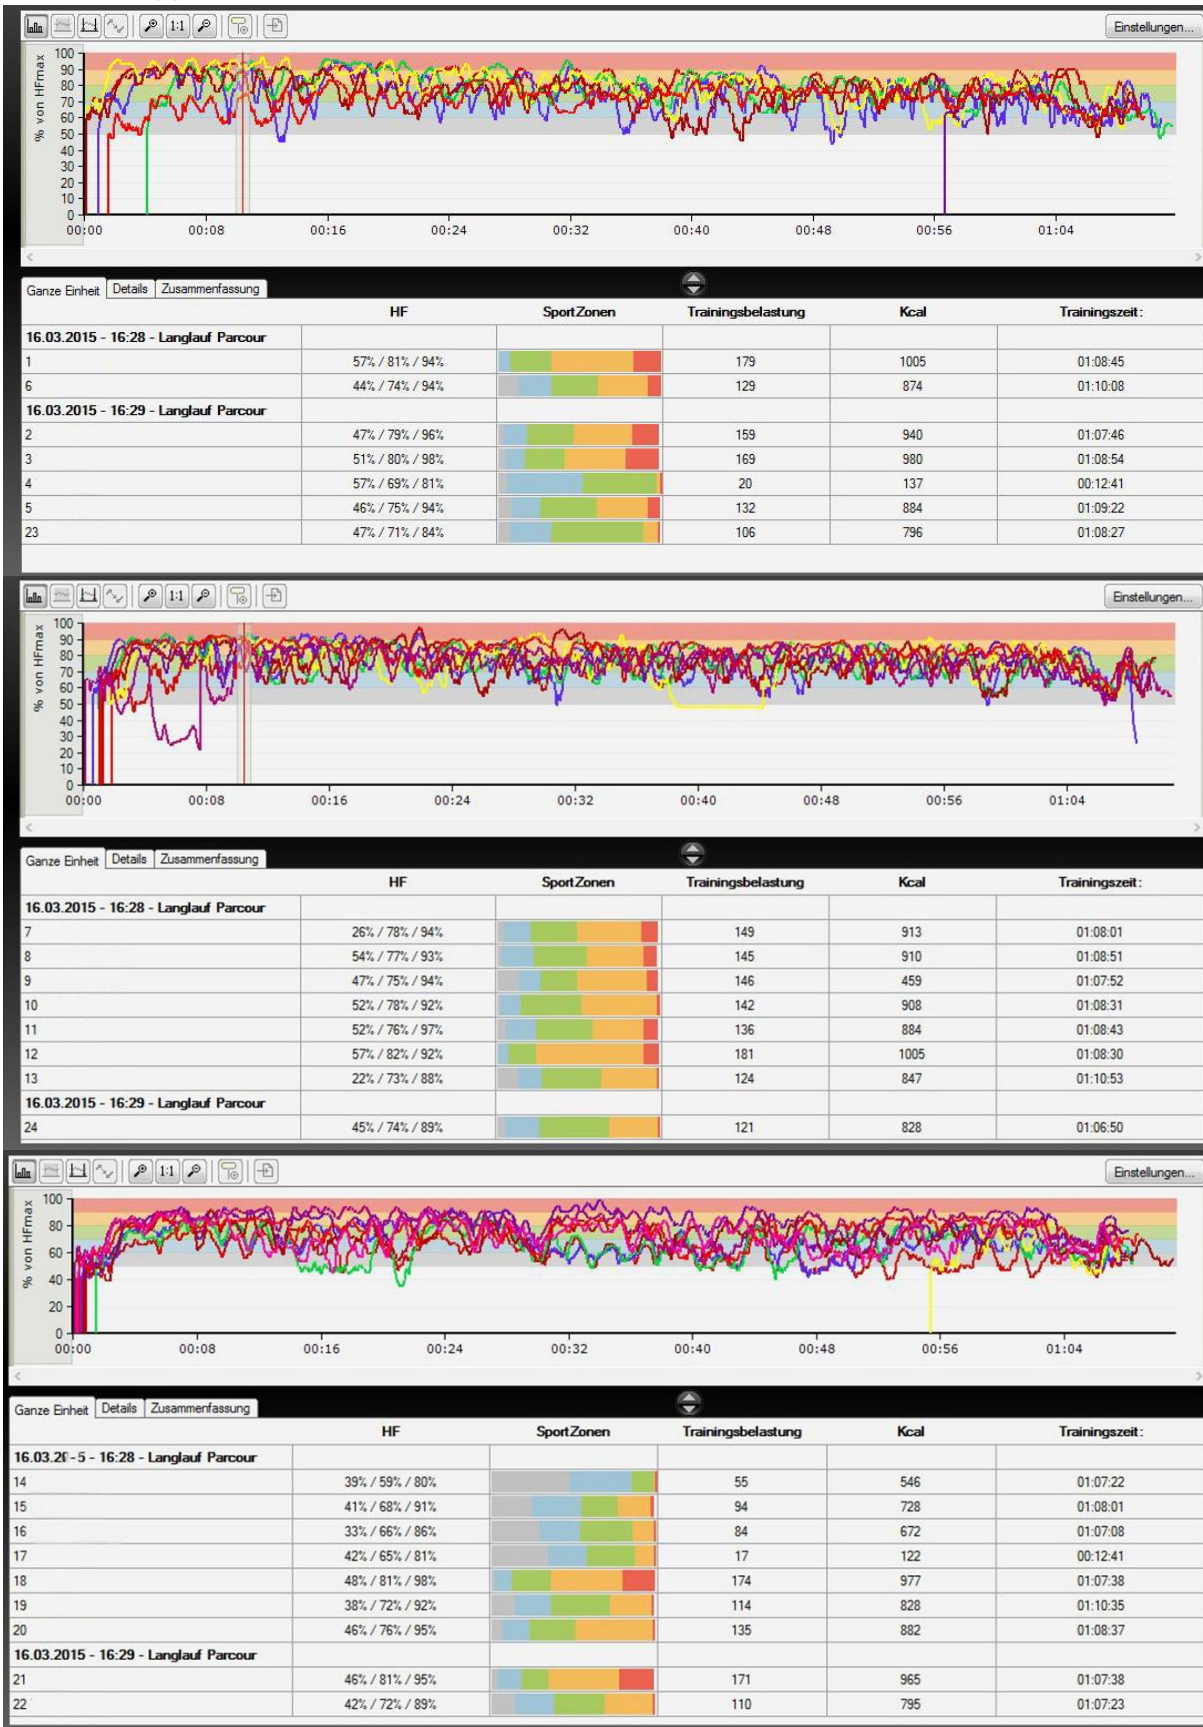 1:1 Einstellungen...
% von HFmax
100
90
80
70
60
50
40
30
20
10
0
00:00 00:08 00:16 00:24 00:32 00:40 00:48 00:56 01:04
Ganze Einheit Details Zusammenfassung
HF SportZonen Trainingsbelastung Kcal Trainingszeit:
16.03.2015 - 16:28 - Langlauf Parcour
1 57% / 81% / 94% 179 1005 01:08:45
6 44% / 74% / 94% 129 874 01:10:08
16.03.2015 - 16:29 - Langlauf Parcour
2 47% / 79% / 96% 159 940 01:07:46
3 51% / 80% / 98% 169 980 01:08:54
4 57% / 69% / 81% 20 137 00:12:41
5 46% / 75% / 94% 132 884 01:09:22
23 47% / 71% / 84% 106 796 01:08:27
1:1 Einstellungen...
% von HFmax
100
90
80
70
60
50
40
30
20
10
0
00:00 00:08 00:16 00:24 00:32 00:40 00:48 00:56 01:04
Ganze Einheit Details Zusammenfassung
HF SportZonen Trainingsbelastung Kcal Trainingszeit:
16.03.2015 - 16:28 - Langlauf Parcour
7 26% / 78% / 94% 149 913 01:08:01
8 54% / 77% / 93% 145 910 01:08:51
9 47% / 75% / 94% 146 459 01:07:52
10 52% / 78% / 92% 142 908 01:08:31
11 52% / 76% / 97% 136 884 01:08:43
12 57% / 82% / 92% 181 1005 01:08:30
13 22% / 73% / 88% 124 847 01:10:53
16.03.2015 - 16:29 - Langlauf Parcour
24 45% / 74% / 89% 121 828 01:06:50
1:1 Einstellungen...
% von HFmax
100
80
60
40
20
0
00:00 00:08 00:16 00:24 00:32 00:40 00:48 00:56 01:04
Ganze Einheit Details Zusammenfassung
HF SportZonen Trainingsbelastung Kcal Trainingszeit:
- 16:28 - Langlauf Parcour
14 39% / 59% / 80% 55 546 01:07:22
15 41% / 68% / 91% 94 728 01:08:01
16 33% / 66% / 86% 84 672 01:07:08
17 42% / 65% / 81% 17 122 00:12:41
18 48% / 81% / 98% 174 977 01:07:38
19 38% / 72% / 92% 114 828 01:10:35
20 46% / 76% / 95% 135 882 01:08:37
16.03.2015 - 16:29 - Langlauf Parcour
21 46% / 81% / 95% 171 965 01:07:38
22 42% / 72% / 89% 110 795 01:07:23